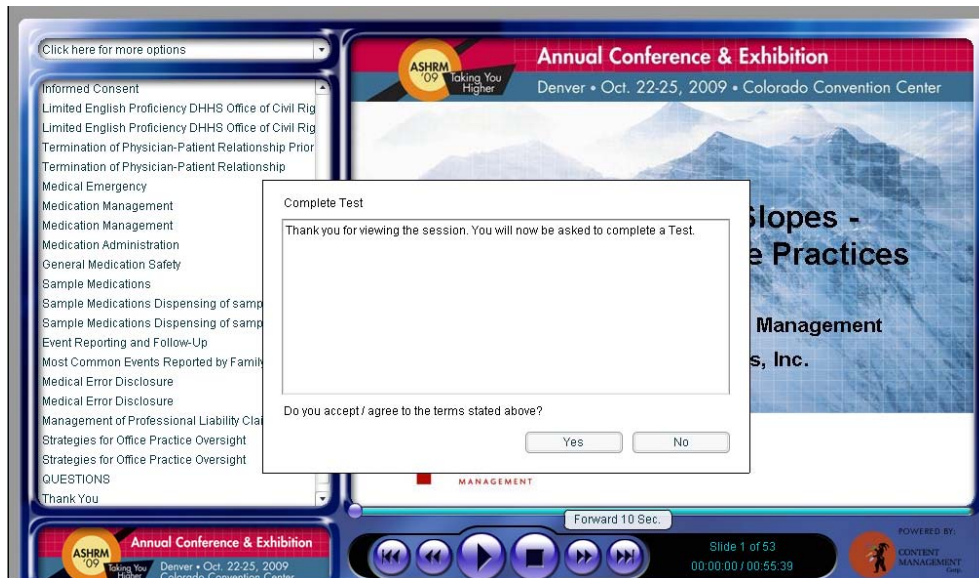 Click here for more options
Informed Consent
Limited English Proficiency DHHS Office of Civil Rig
Limited English Proficiency DHHS Office of Civil Rig
Termination of Physician-Patient Relationship Prior
Termination of Physician-Patient Relationship
Medical Emergency
Medication Management
Medication Management
Medication Administration
General Medication Safety
Sample Medications
Sample Medications Dispensing of samp
Sample Medications Dispensing of samp
Event Reporting and Follow-Up
Most Common Events Reported by Family
Medical Error Disclosure
Medical Error Disclosure
Management of Professional Liability Clai
Strategies for Office Practice Oversight
Strategies for Office Practice Oversight
QUESTIONS
Thank You
ASHRM
'09 Taking You
Higher
Annual Conference & Exhibition
Denver • Oct. 22-25, 2009 • Colorado Convention Center
Slopes -
e Practices
Management
s, Inc.
MANAGEMENT
Complete Test
Thank you for viewing the session. You will now be asked to complete a Test.
Do you accept / agree to the terms stated above?
Yes
No
Forward 10 Sec.
ASHRM
'09 Taking You
Higher
Annual Conference & Exhibition
Denver • Oct. 22-25, 2009
Colorado Convention Center
Slide 1 of 53
00:00:00 / 00:55:39
POWERED BY:
CONTENT
MANAGEMENT
Corp.